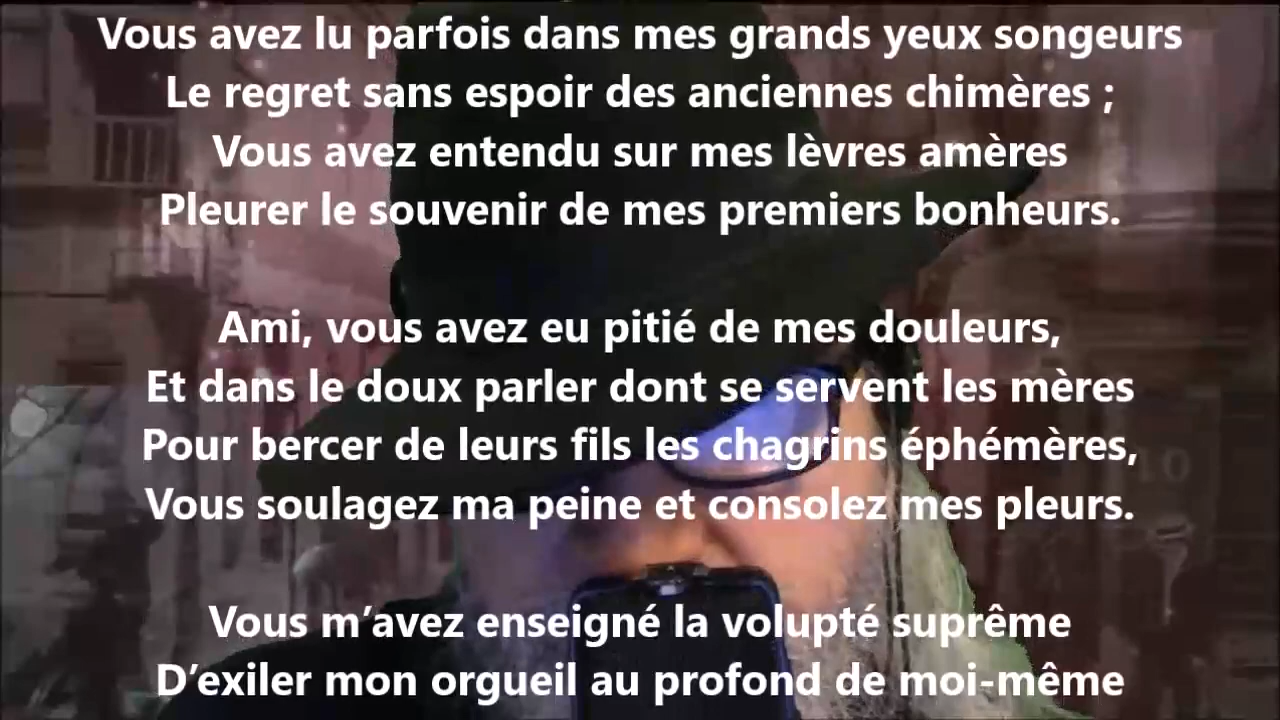 Vous avez lu parfois dans mes grands yeux songeurs
Le regret sans espoir des anciennes chimères ;
Vous avez entendu sur mes lèvres amères
Pleurer le souvenir de mes premiers bonheurs.
Ami, vous avez eu pitié de mes douleurs,
Et dans le doux parler dont se servent les mères
Pour bercer de leurs fils les chagrins éphémères,
Vous soulagez ma peine et consolez mes pleurs.
Vous m’avez enseigné la volupté suprême
D’exiler mon orgueil au profond de moi-même